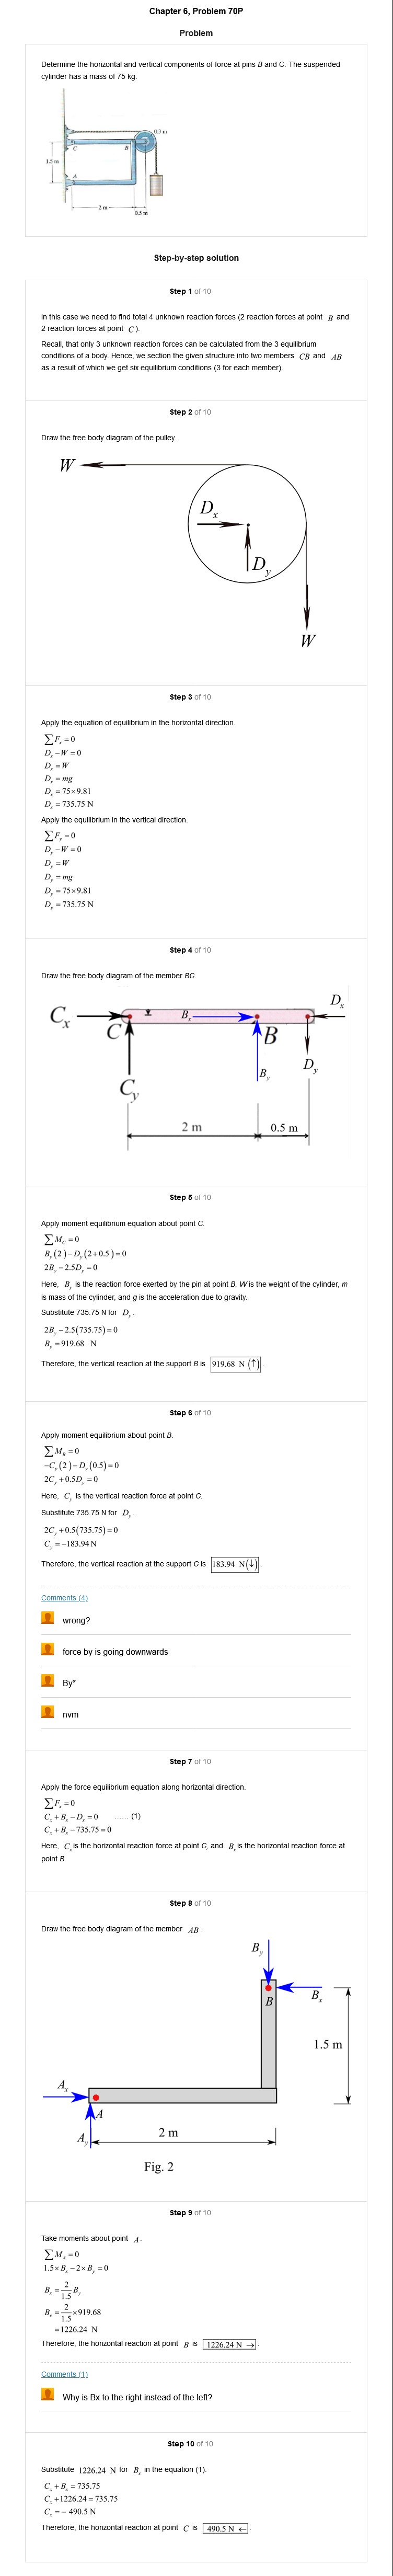 Chapter 6, Problem 70P
Problem
Determine the horizontal and vertical components of force at pins B and C. The suspended
cylinder has a mass of 75 kg.
0.3 m
C
B
1.5 m
A
2 m
0.5 m
Step-by-step solution
Step 1 of 10
In this case we need to find total 4 unknown reaction forces (2 reaction forces at point B and
2 reaction forces at point C).
Recall, that only 3 unknown reaction forces can be calculated from the 3 equilibrium
conditions of a body. Hence, we section the given structure into two members CB and AB
as a result of which we get six equilibrium conditions (3 for each member).
Step 2 of 10
Draw the free body diagram of the pulley.
W
D_x
D_y
W
Step 3 of 10
Apply the equation of equilibrium in the horizontal direction.
∑F_x = 0
D_x − W = 0
D_x = W
D_x = mg
D_x = 75×9.81
D_x = 735.75 N
Apply the equilibrium in the vertical direction.
∑F_y = 0
D_y − W = 0
D_y = W
D_y = mg
D_y = 75×9.81
D_y = 735.75 N
Step 4 of 10
Draw the free body diagram of the member BC.
D_x
C_x
C
B_x
B
D_y
B_y
C_y
2 m
0.5 m
Step 5 of 10
Apply moment equilibrium equation about point C.
∑M_C = 0
B_y(2) − D_y(2+0.5) = 0
2B_y − 2.5D_y = 0
Here, B_y is the reaction force exerted by the pin at point B, W is the weight of the cylinder, m
is mass of the cylinder, and g is the acceleration due to gravity.
Substitute 735.75 N for D_y.
2B_y − 2.5(735.75) = 0
B_y = 919.68 N
Therefore, the vertical reaction at the support B is 919.68 N (↑).
Step 6 of 10
Apply moment equilibrium about point B.
∑M_B = 0
−C_y(2) − D_y(0.5) = 0
2C_y + 0.5D_y = 0
Here, C_y is the vertical reaction force at point C.
Substitute 735.75 N for D_y.
2C_y + 0.5(735.75) = 0
C_y = −183.94 N
Therefore, the vertical reaction at the support C is 183.94 N(↓).
Comments (4)
wrong?
force by is going downwards
By*
nvm
Step 7 of 10
Apply the force equilibrium equation along horizontal direction.
∑F_x = 0
C_x + B_x − D_x = 0 ...... (1)
C_x + B_x − 735.75 = 0
Here, C_x is the horizontal reaction force at point C, and B_x is the horizontal reaction force at
point B.
Step 8 of 10
Draw the free body diagram of the member AB.
B_y
B_x
B
1.5 m
A_x
A
A_y
2 m
Fig. 2
Step 9 of 10
Take moments about point A.
∑M_A = 0
1.5×B_x − 2×B_y = 0
B_x = 2/1.5 B_y
B_x = 2/1.5 ×919.68
= 1226.24 N
Therefore, the horizontal reaction at point B is 1226.24 N →.
Comments (1)
Why is Bx to the right instead of the left?
Step 10 of 10
Substitute 1226.24 N for B_x in the equation (1).
C_x + B_x = 735.75
C_x + 1226.24 = 735.75
C_x = − 490.5 N
Therefore, the horizontal reaction at point C is 490.5 N ←.